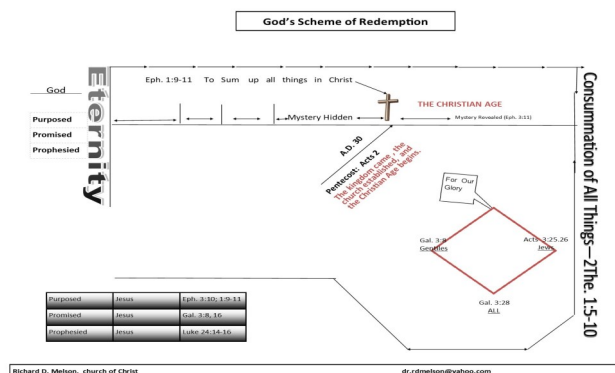 God's Scheme of Redemption
Eph. 1:9-11 To Sum up all things in Christ
God
Purposed
Promised
Prophesied
Eternity
THE CHRISTIAN AGE
Mystery Hidden
Mystery Revealed (Eph. 3:11)
A.D. 30
Pentecost: Acts 2
The kingdom came, the
church established, and
the Christian Age begins.
For Our
Glory
Gal. 3:8
Gentiles
Acts 3:25.26
Jews
Gal. 3:28
ALL
Consummation of All Things—2The. 1:5-10
Purposed Jesus Eph. 3:10; 1:9-11
Promised Jesus Gal. 3:8, 16
Prophesied Jesus Luke 24:14-16
Richard D. Melson, church of Christ dr.rdmelson@yahoo.com